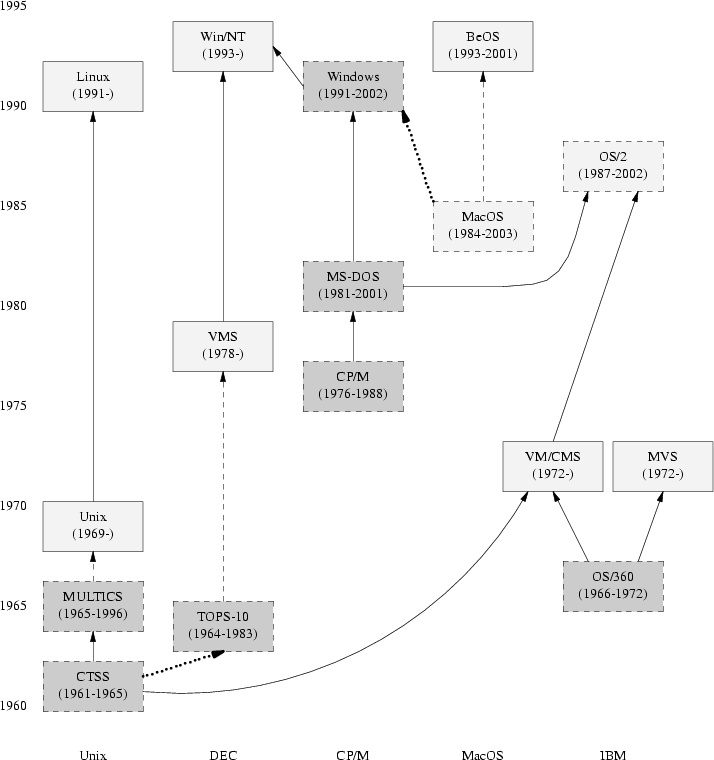 1995
Win/NT
(1993-)
BeOS
(1993-2001)
Linux
(1991-)
Windows
(1991-2002)
1990
OS/2
(1987-2002)
1985
MacOS
(1984-2003)
MS-DOS
(1981-2001)
1980
VMS
(1978-)
CP/M
(1976-1988)
1975
VM/CMS
(1972-)
MVS
(1972-)
1970
Unix
(1969-)
OS/360
(1966-1972)
MULTICS
(1965-1996)
1965
TOPS-10
(1964-1983)
CTSS
(1961-1965)
1960
Unix DEC CP/M MacOS IBM